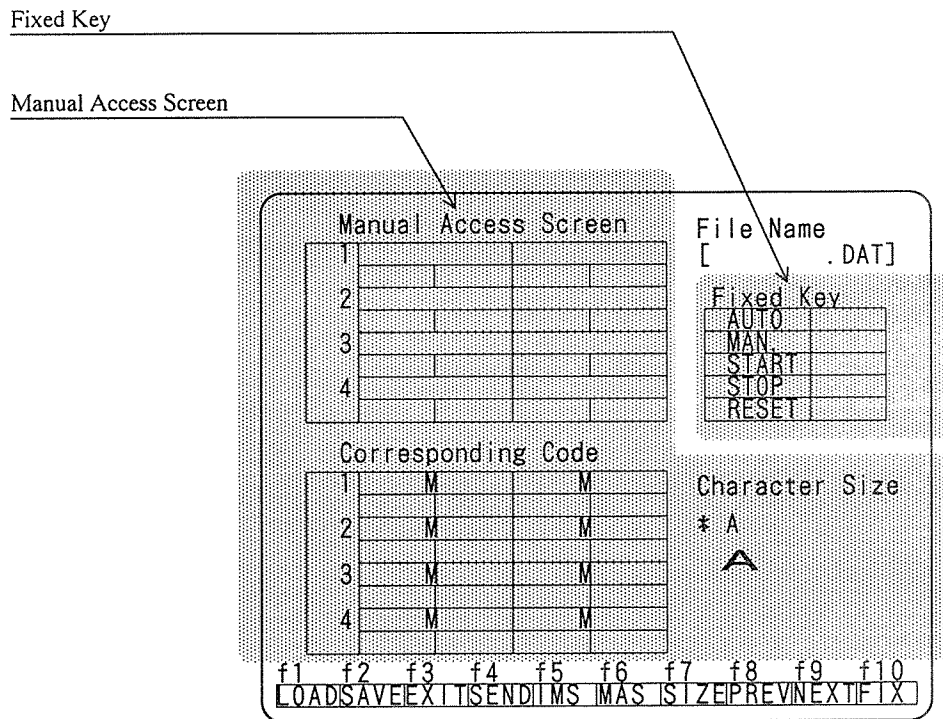 Fixed Key
Manual Access Screen
Manual Access Screen
1
2
3
4
File Name
[ .DAT]
Fixed Key
AUTO
MAN.
START
STOP
RESET
Corresponding Code
1 M M
2 M M
3 M M
4 M M
Character Size
* A
A
f1 f2 f3 f4 f5 f6 f7 f8 f9 f10
LOAD SAVE EXIT SEND IMS MAS SIZE PREV NEXT FIX